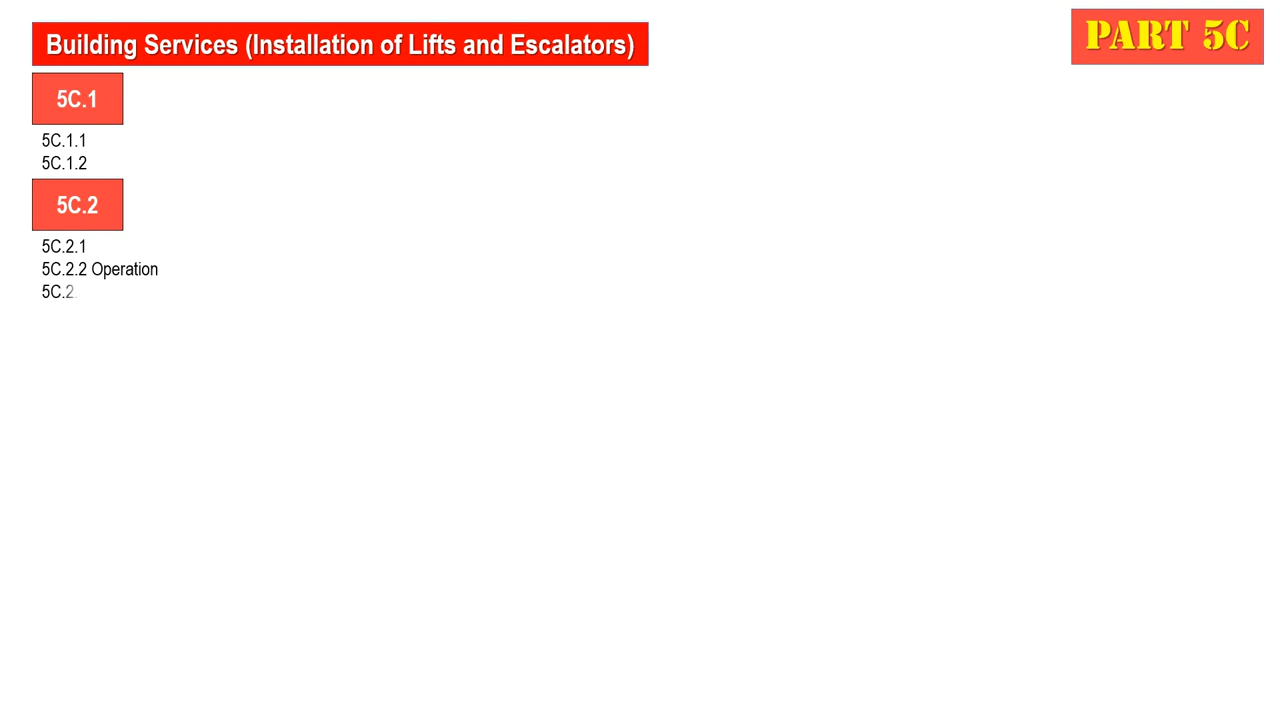 Building Services (Installation of Lifts and Escalators)
PART 5C
5C.1
5C.1.1
5C.1.2
5C.2
5C.2.1
5C.2.2 Operation
5C.2.